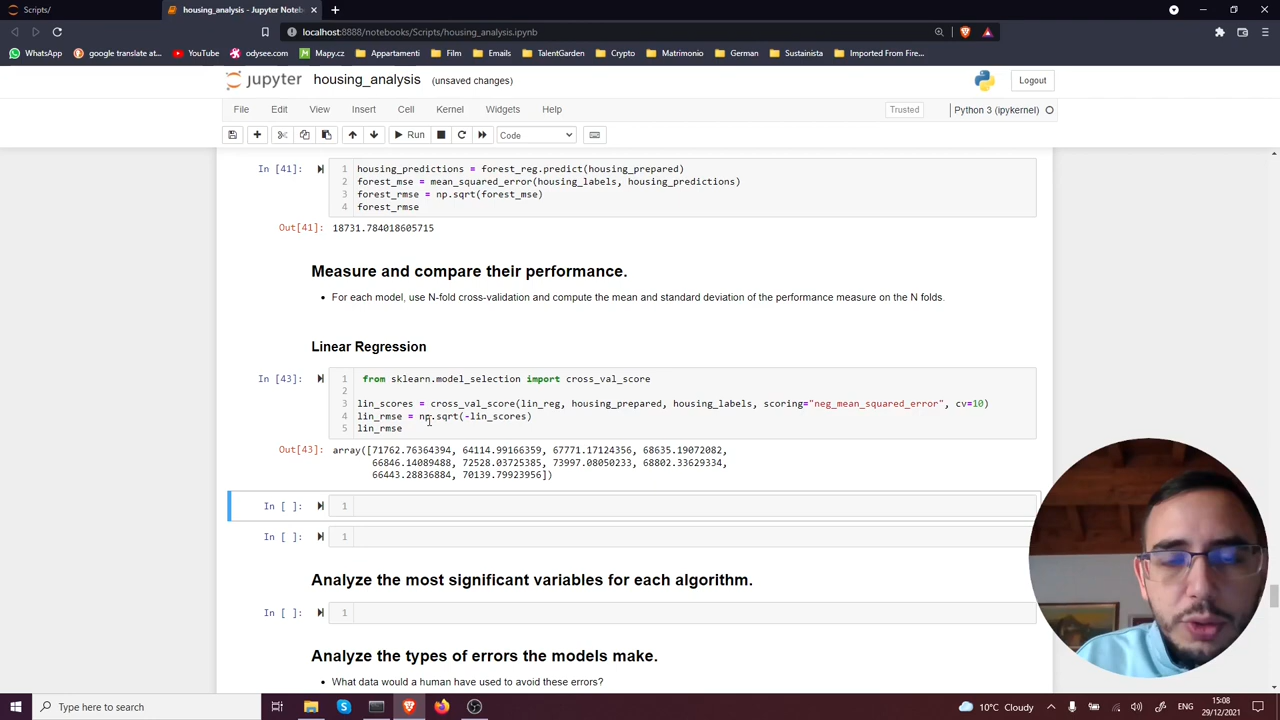 Scripts/
housing_analysis - Jupyter Noteb
localhost:8888/notebooks/Scripts/housing_analysis.ipynb
WhatsApp
google translate at...
YouTube
odysee.com
Mapy.cz
Appartamenti
Film
Emails
TalentGarden
Crypto
Matrimonio
German
Sustainista
Imported From Fire...
jupyter
housing_analysis
(unsaved changes)
Logout
File
Edit
View
Insert
Cell
Kernel
Widgets
Help
Trusted
Python 3 (ipykernel)
Run
Code
In [41]:
1 housing_predictions = forest_reg.predict(housing_prepared)
2 forest_mse = mean_squared_error(housing_labels, housing_predictions)
3 forest_rmse = np.sqrt(forest_mse)
4 forest_rmse
Out[41]: 18731.784018605715
Measure and compare their performance.
• For each model, use N-fold cross-validation and compute the mean and standard deviation of the performance measure on the N folds.
Linear Regression
In [43]:
1 from sklearn.model_selection import cross_val_score
2
3 lin_scores = cross_val_score(lin_reg, housing_prepared, housing_labels, scoring="neg_mean_squared_error", cv=10)
4 lin_rmse = np.sqrt(-lin_scores)
5 lin_rmse
Out[43]: array([71762.76364394, 64114.99166359, 67771.17124356, 68635.19072082,
66846.14089488, 72528.03725385, 73997.08050233, 68802.33629334,
66443.28836884, 70139.79923956])
In [ ]: 1
In [ ]: 1
Analyze the most significant variables for each algorithm.
In [ ]: 1
Analyze the types of errors the models make.
• What data would a human have used to avoid these errors?
Type here to search
10°C Cloudy
ENG
15:08
29/12/2021